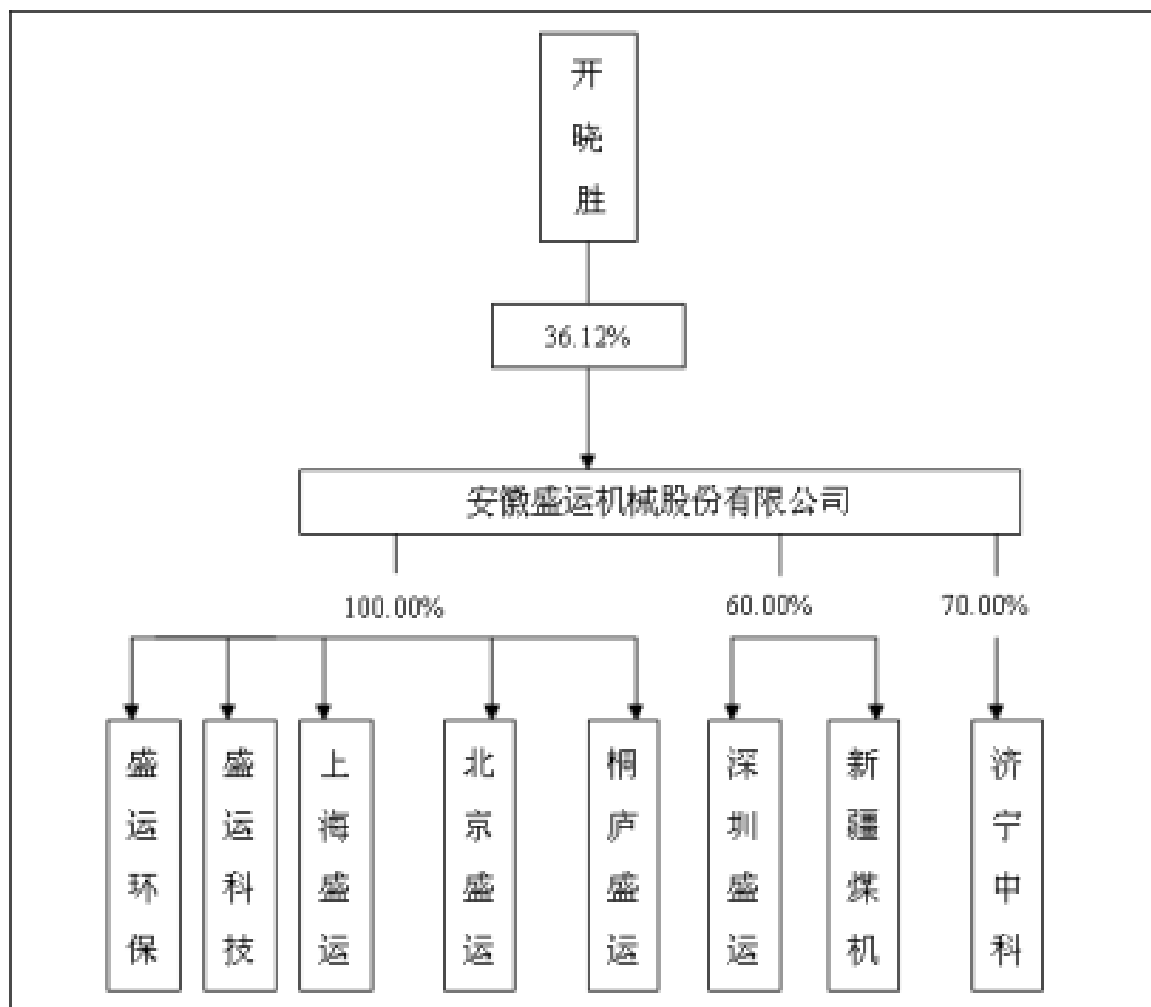 开晓胜
36.12%
安徽盛运机械股份有限公司
100.00%
60.00%
70.00%
盛运环保
盛运科技
上海盛运
北京盛运
桐庐盛运
深圳盛运
新疆煤机
济宁中科